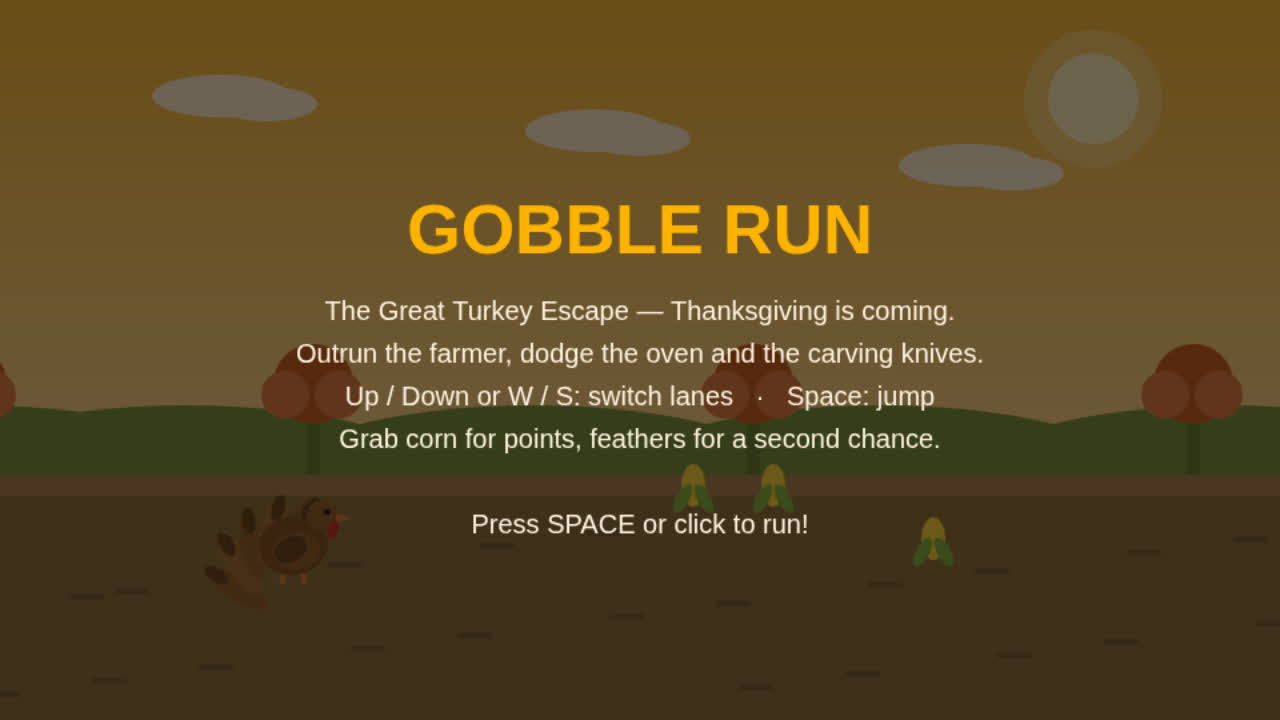 GOBBLE RUN
The Great Turkey Escape — Thanksgiving is coming.
Outrun the farmer, dodge the oven and the carving knives.
Up / Down or W / S: switch lanes · Space: jump
Grab corn for points, feathers for a second chance.
Press SPACE or click to run!